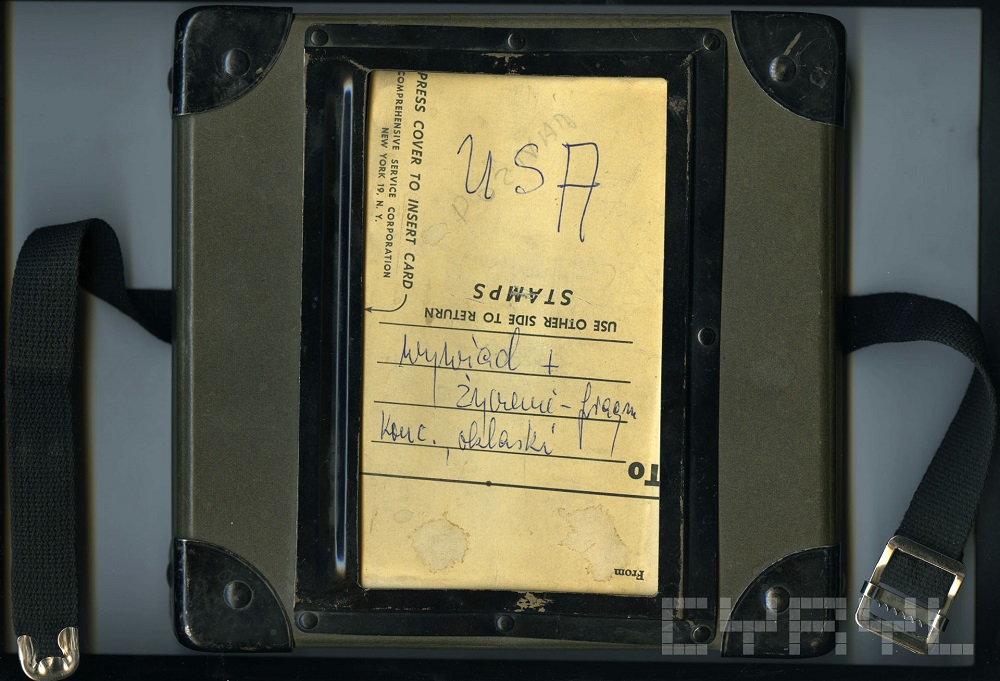 PRESS COVER TO INSERT CARD
COMPREHENSIVE SERVICE CORPORATION
NEW YORK 19, N. Y.
USA
STAMPS
USE OTHER SIDE TO RETURN
wywiad +
życzenia - fragm
konc. oklaski
TO
From
CYRYL